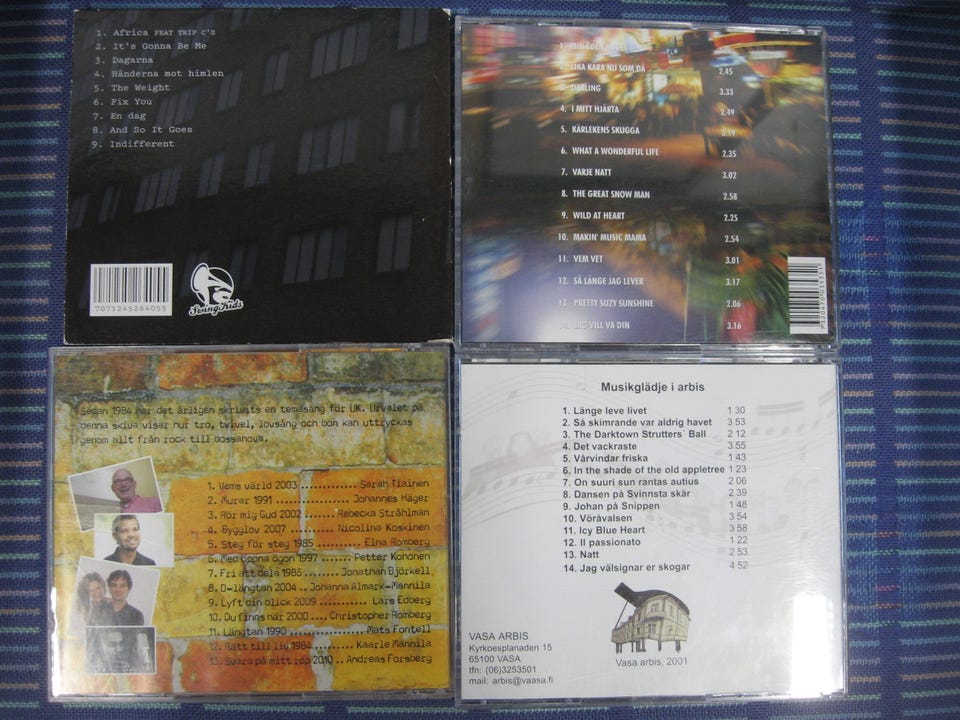 1. Africa FEAT TRIP C'S
2. It's Gonna Be Me
3. Dagarna
4. Händerna mot himlen
5. The Weight
6. Fix You
7. En dag
8. And So It Goes
9. Indifferent
7071245264055
Swing Kids
LIKA KÄRA NU SOM DÅ 2.45
DARLING 3.33
4. I MITT HJÄRTA 2.49
5. KÄRLEKENS SKUGGA 3.19
6. WHAT A WONDERFUL LIFE 2.35
7. VARJE NATT 3.02
8. THE GREAT SNOW MAN 2.58
9. WILD AT HEART 2.25
10. MAKIN' MUSIC MAMA 2.54
11. VEM VET 3.01
12. SÅ LÄNGE JAG LEVER 3.17
13. PRETTY SUZY SUNSHINE 2.06
14. JAG VILL VA DIN 3.16
Sedan 1984 har det årligen skrivits en temasång för UK. Urvalet på
denna skiva visar hur tro, tvivel, lovsång och bön kan uttryckas
genom allt från rock till bossanova.
1. Vems värld 2003 ............. Sarah Tiainen
2. Murar 1991 ................ Johannes Häger
3. Rör mig Gud 2002 ...... Rebecka Stråhlman
4. Bygglov 2007 ......... Nicolina Koskinen
5. Steg för steg 1985 .......... Elna Romberg
6. Med öppna ögon 1997 ...... Petter Kohonen
7. Fri att dela 1986 ....... Jonathan Björkell
8. D-längtan 2004 .. Johanna Almark-Mannila
9. Lyft din blick 2009 ........... Lars Edberg
10. Du finns här 2000 .... Christopher Romberg
11. Längtan 1990 ................ Mats Fontell
12. Rätt till liv 1984 ......... Kaarle Mannila
13. Svara på mitt rop 2010 .. Andreas Forsberg
Musikglädje i arbis
1. Länge leve livet 1 30
2. Så skimrande var aldrig havet 3 53
3. The Darktown Strutters´ Ball 2 12
4. Det vackraste 3 55
5. Vårvindar friska 1 43
6. In the shade of the old appletree 1 23
7. On suuri sun rantas autius 2 06
8. Dansen på Svinnsta skär 2 39
9. Johan på Snippen 1 48
10. Vöråvalsen 3 54
11. Icy Blue Heart 3 58
12. Il passionato 1 22
13. Natt 2 53
14. Jag välsignar er skogar 4 52
VASA ARBIS
Kyrkoesplanaden 15
65100 VASA
tfn: (06)3253501
mail: arbis@vaasa.fi
Vasa arbis, 2001